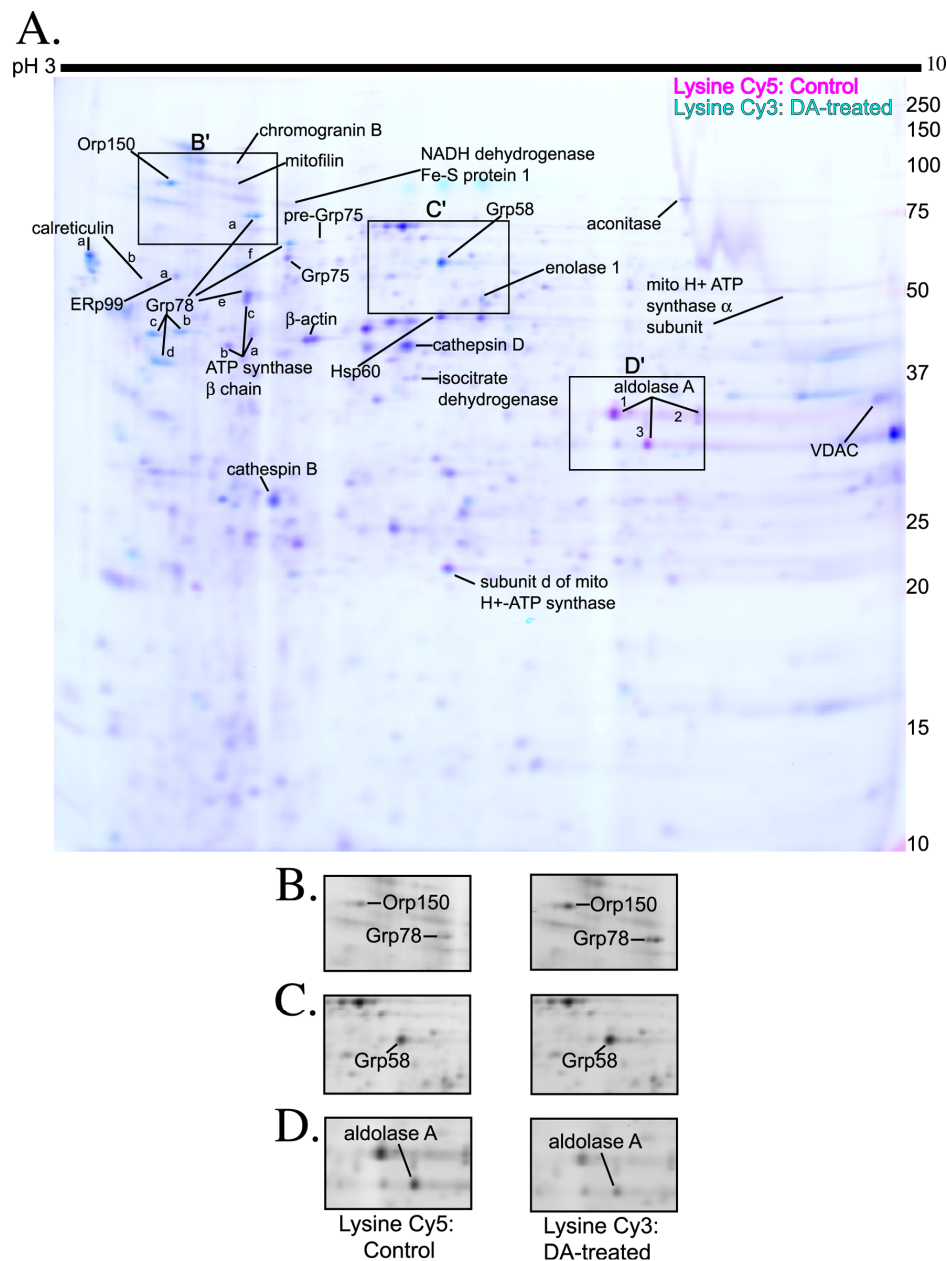 A.
pH 3
10
Lysine Cy5: Control
Lysine Cy3: DA-treated
250
150
100
75
50
37
25
20
15
10
B'
Orp150
chromogranin B
mitofilin
NADH dehydrogenase
Fe-S protein 1
C'
Grp58
pre-Grp75
a
f
Grp75
calreticulin
a
b
a
ERp99
Grp78
e
c
c
b
d
b
a
ATP synthase
β chain
β-actin
enolase 1
Hsp60
cathepsin D
isocitrate
dehydrogenase
aconitase
mito H+ ATP
synthase α
subunit
D'
aldolase A
1
2
3
VDAC
cathespin B
subunit d of mito
H+-ATP synthase
B.
Orp150
Grp78
Orp150
Grp78
C.
Grp58
Grp58
D.
aldolase A
aldolase A
Lysine Cy5:
Control
Lysine Cy3:
DA-treated